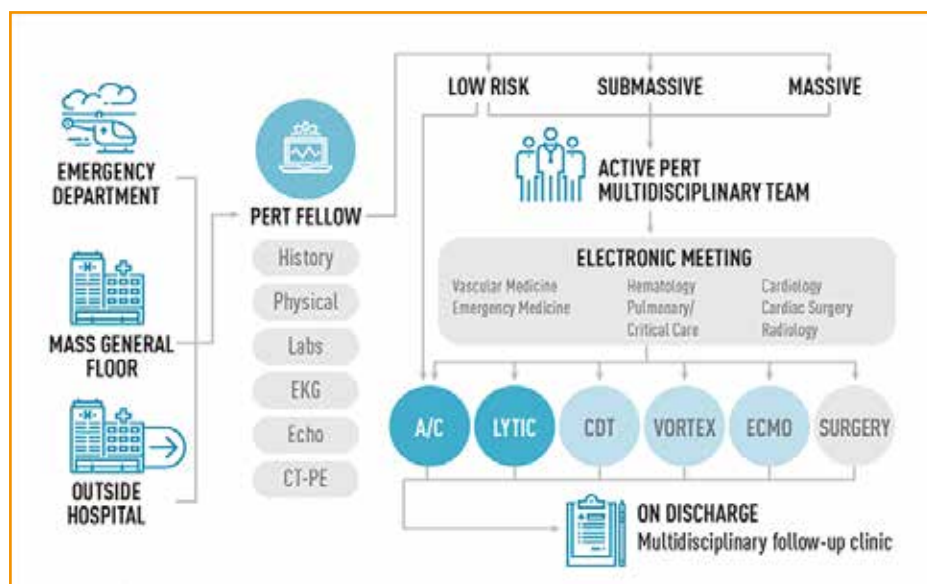 EMERGENCY
DEPARTMENT
-H-
MASS GENERAL
FLOOR
-H-
OUTSIDE
HOSPITAL
PERT FELLOW
History
Physical
Labs
EKG
Echo
CT-PE
LOW RISK
SUBMASSIVE
MASSIVE
ACTIVE PERT
MULTIDISCIPLINARY TEAM
ELECTRONIC MEETING
Vascular Medicine
Emergency Medicine
Hematology
Pulmonary/
Critical Care
Cardiology
Cardiac Surgery
Radiology
A/C
LYTIC
CDT
VORTEX
ECMO
SURGERY
ON DISCHARGE
Multidisciplinary follow-up clinic